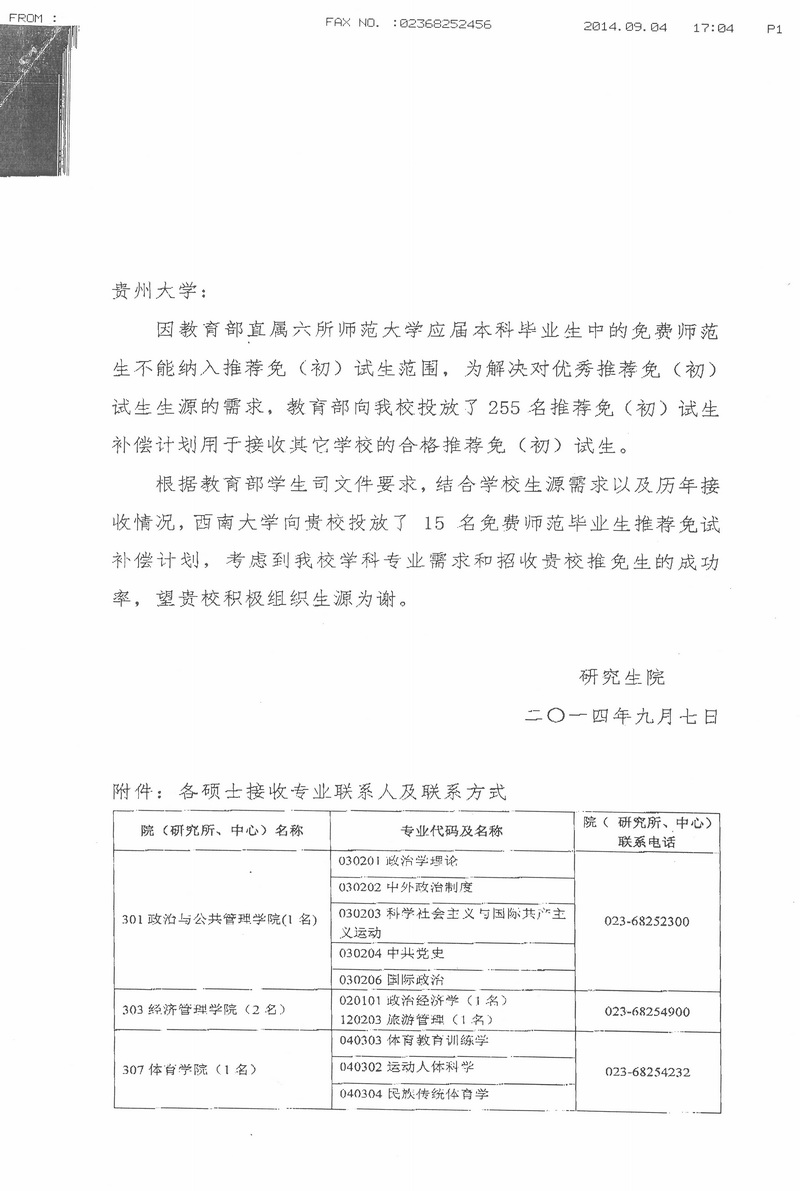 FROM :
FAX NO. :02368252456
2014.09.04 17:04 P1
贵州大学：
因教育部直属六所师范大学应届本科毕业生中的免费师范
生不能纳入推荐免（初）试生范围，为解决对优秀推荐免（初）
试生生源的需求，教育部向我校投放了 255 名推荐免（初）试生
补偿计划用于接收其它学校的合格推荐免（初）试生。
根据教育部学生司文件要求，结合学校生源需求以及历年接
收情况，西南大学向贵校投放了 15 名免费师范毕业生推荐免试
补偿计划，考虑到我校学科专业需求和招收贵校推免生的成功
率，望贵校积极组织生源为谢。
研究生院
二〇一四年九月七日
附件：各硕士接收专业联系人及联系方式
院（研究所、中心）名称
专业代码及名称
院（ 研究所、中心）
联系电话
301 政治与公共管理学院(1 名)
030201 政治学理论
030202 中外政治制度
030203 科学社会主义与国际共产主
义运动
030204 中共党史
030206 国际政治
023-68252300
303 经济管理学院（2 名）
020101 政治经济学（1 名）
120203 旅游管理（1 名）
023-68254900
307 体育学院（1 名）
040303 体育教育训练学
040302 运动人体科学
040304 民族传统体育学
023-68254232